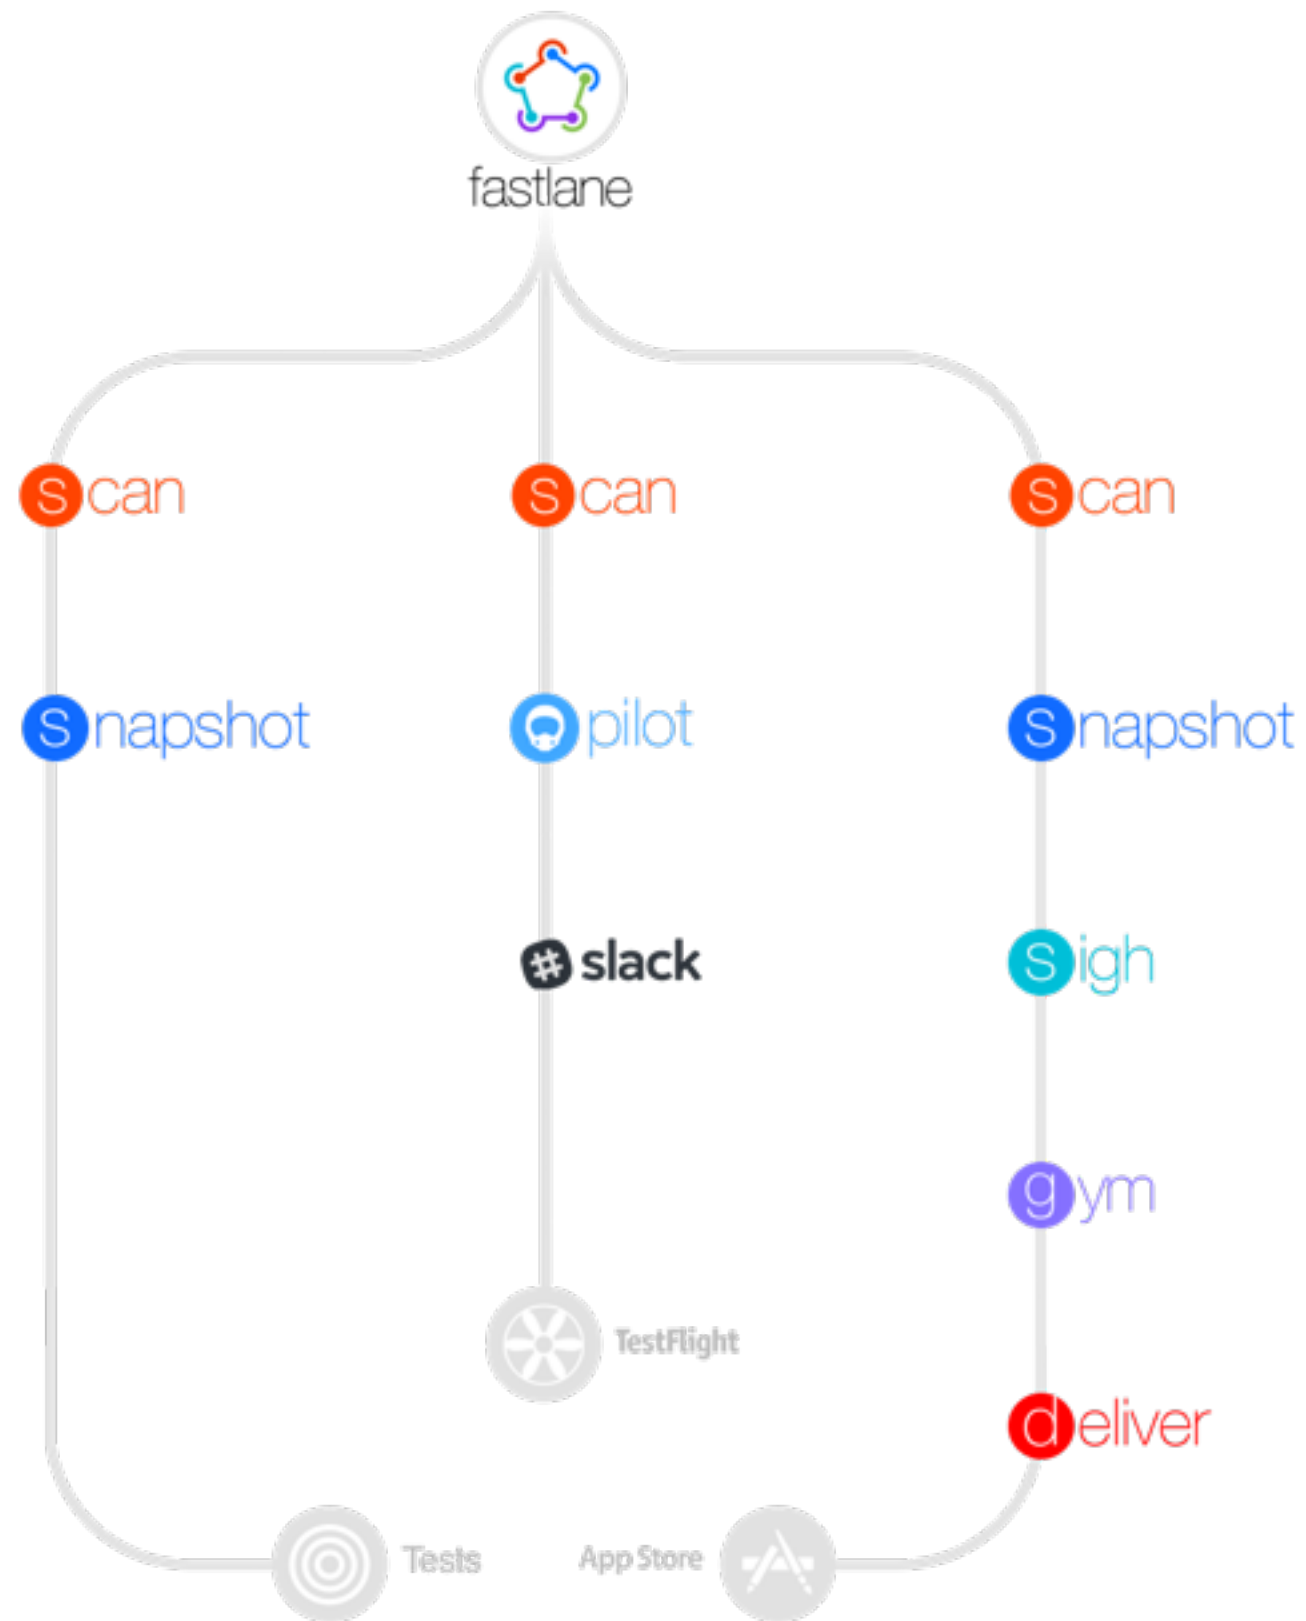 fastlane
scan
scan
scan
snapshot
pilot
snapshot
slack
sigh
gym
TestFlight
deliver
Tests
App Store